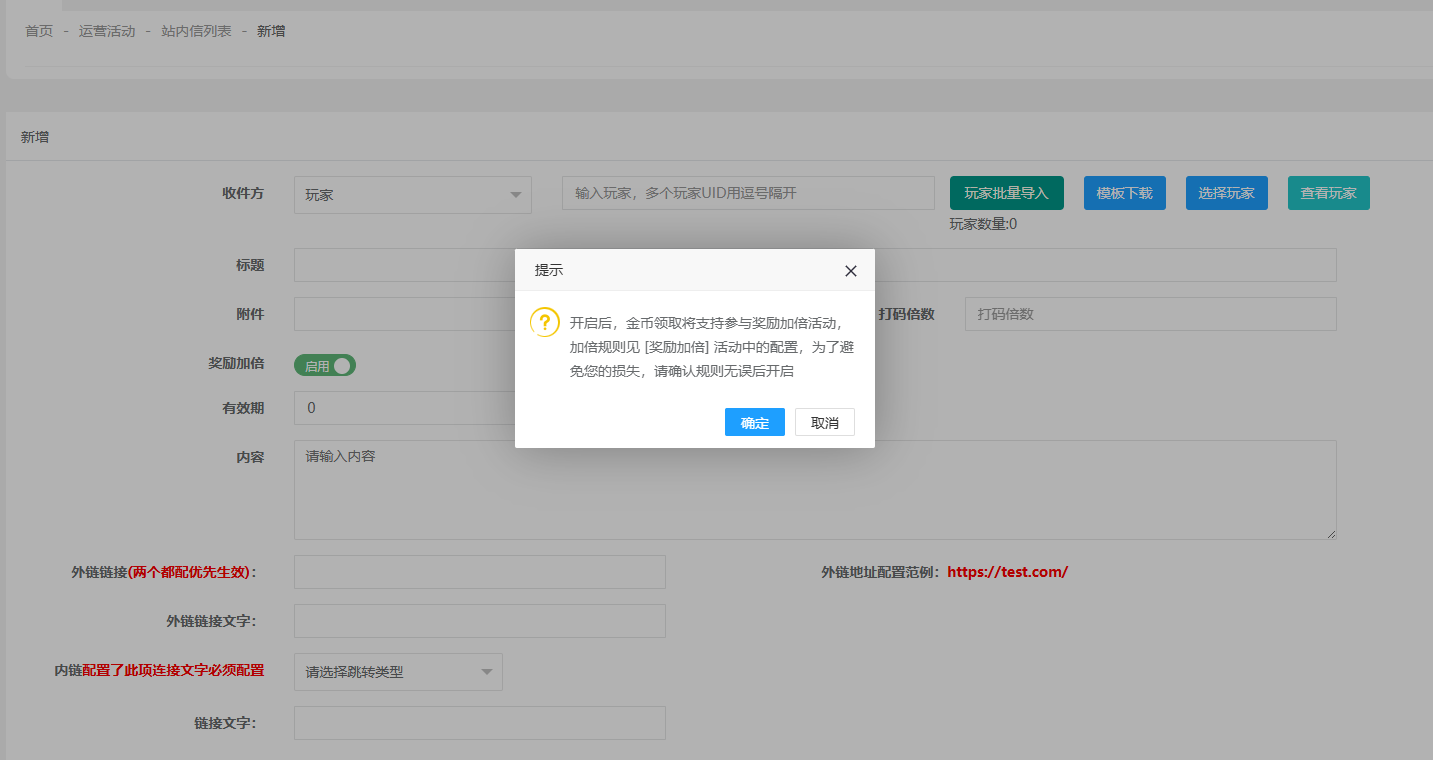 首页 - 运营活动 - 站内信列表 - 新增
新增
收件方 玩家 输入玩家，多个玩家UID用逗号隔开 玩家批量导入 模板下载 选择玩家 查看玩家
玩家数量:0
标题
附件 打码倍数 打码倍数
奖励加倍 启用
有效期 0
内容 请输入内容
提示
开启后，金币领取将支持参与奖励加倍活动，
加倍规则见 [奖励加倍] 活动中的配置，为了避
免您的损失，请确认规则无误后开启
确定 取消
外链链接(两个都配优先生效)： 外链地址配置范例：https://test.com/
外链链接文字：
内链配置了此项连接文字必须配置 请选择跳转类型
链接文字：